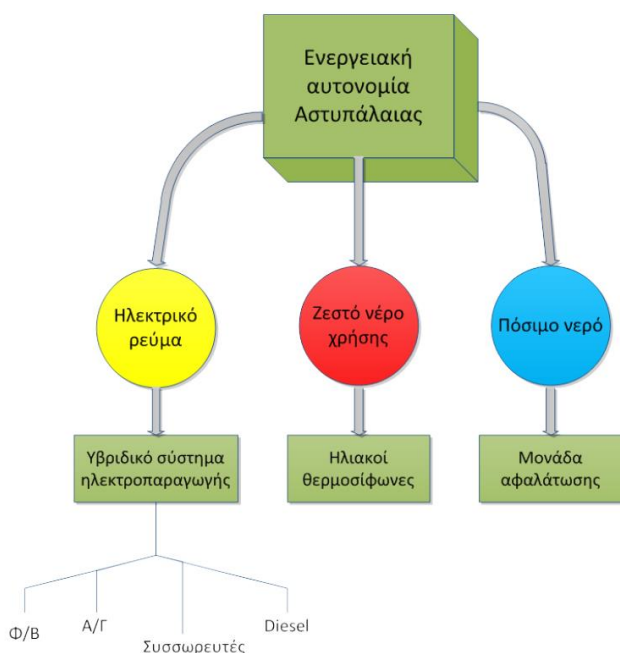 Ενεργειακή
αυτονομία
Αστυπάλαιας
Ηλεκτρικό
ρεύμα
Ζεστό νέρο
χρήσης
Πόσιμο νερό
Υβριδικό σύστημα
ηλεκτροπαραγωγής
Ηλιακοί
θερμοσίφωνες
Μονάδα
αφαλάτωσης
Φ/Β
Α/Γ
Συσσωρευτές
Diesel